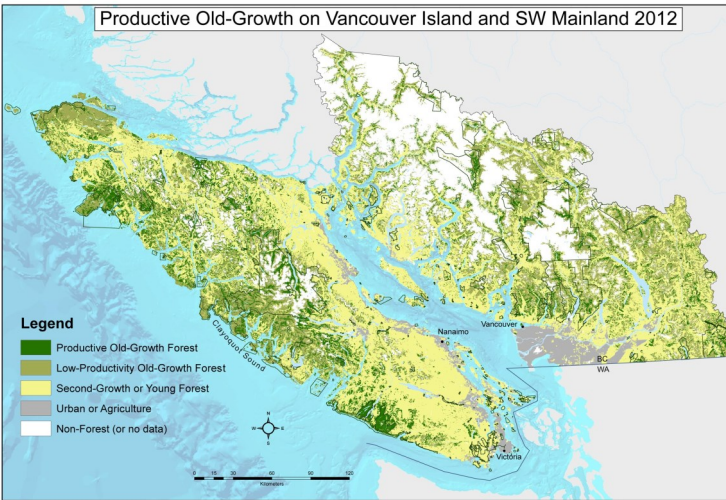 Productive Old-Growth on Vancouver Island and SW Mainland 2012
Legend
Productive Old-Growth Forest
Low-Productivity Old-Growth Forest
Second-Growth or Young Forest
Urban or Agriculture
Non-Forest (or no data)
Clayoquot Sound
Nanaimo
Vancouver
BC
WA
Victoria
N
W
E
S
0 15 30 60 90 120
Kilometers